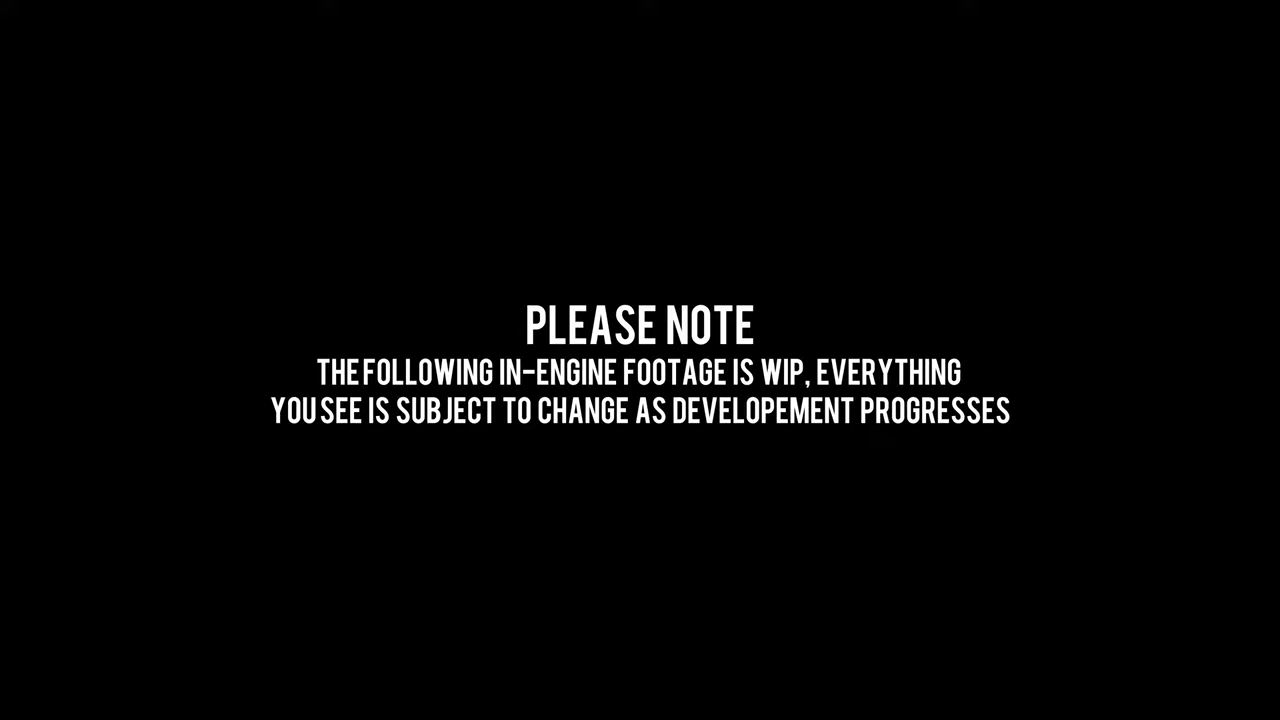 PLEASE NOTE
THE FOLLOWING IN-ENGINE FOOTAGE IS WIP, EVERYTHING
YOU SEE IS SUBJECT TO CHANGE AS DEVELOPEMENT PROGRESSES